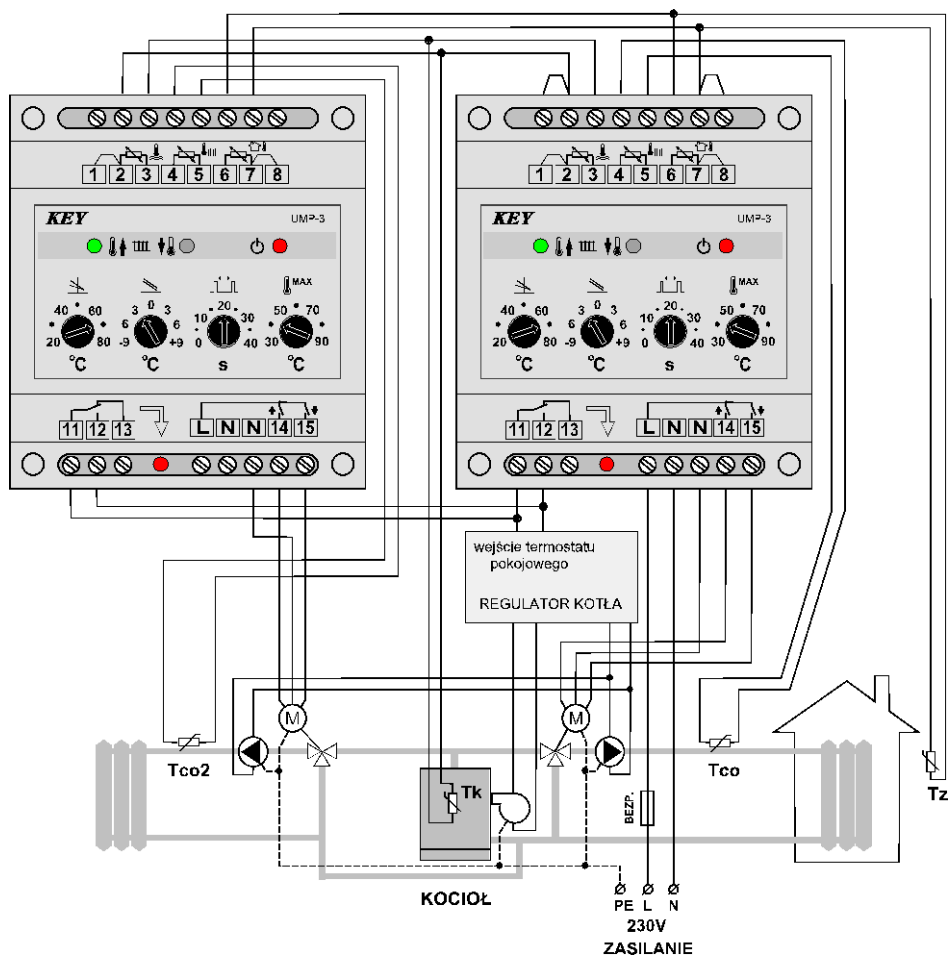 1 2 3 4 5 6 7 8
1 2 3 4 5 6 7 8
KEY UMP-3
KEY UMP-3
MAX
MAX
40 60 20 80 °C
3 0 3 6 6 -9 +9 °C
20 10 30 0 40 s
50 70 30 90 °C
40 60 20 80 °C
3 0 3 6 6 -9 +9 °C
20 10 30 0 40 s
50 70 30 90 °C
11 12 13 L N N 14 15
11 12 13 L N N 14 15
wejście termostatu
pokojowego
REGULATOR KOTŁA
M
M
Tco2
Tk
Tco
Tz
BEZP.
KOCIOŁ
PE L N
230V
ZASILANIE